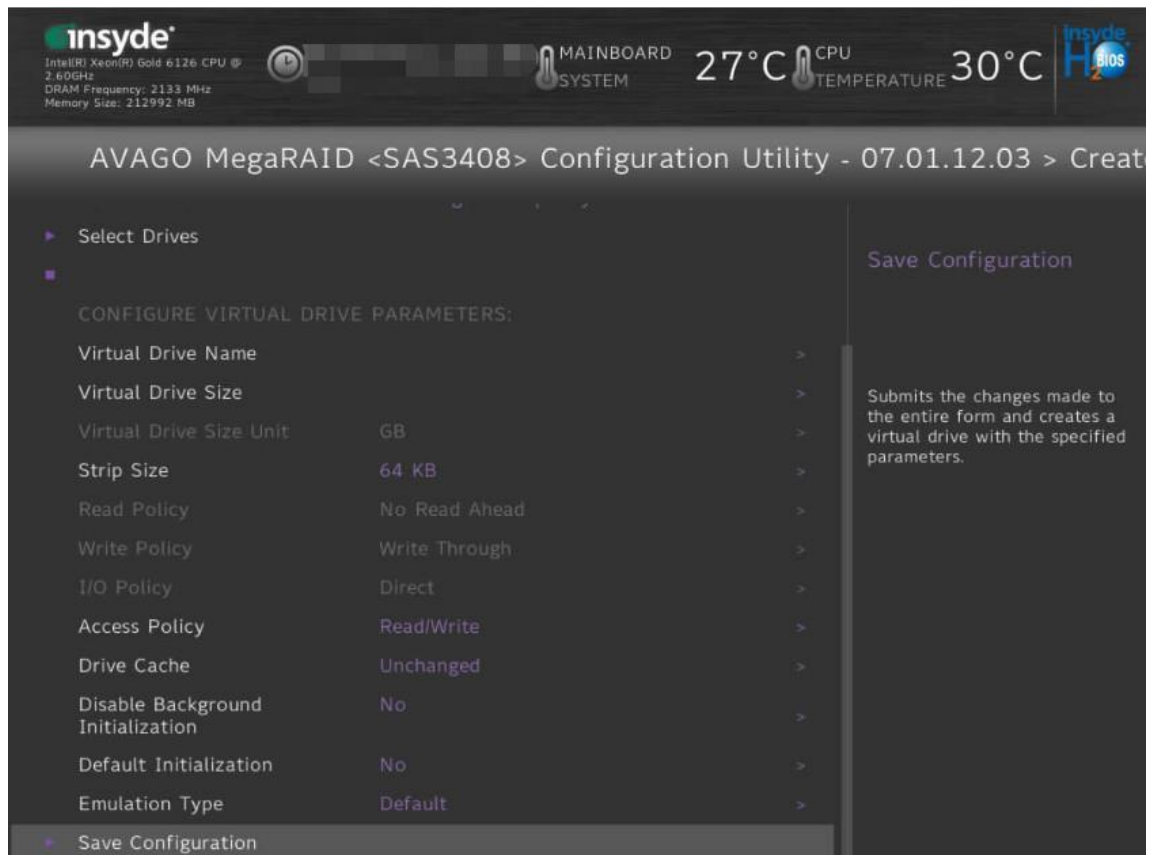 insyde
Intel(R) Xeon(R) Gold 6126 CPU @
2.60GHz
DRAM Frequency: 2133 MHz
Memory Size: 212992 MB
MAINBOARD
SYSTEM
27°C
CPU
TEMPERATURE
30°C
insyde
H2O
BIOS
AVAGO MegaRAID <SAS3408> Configuration Utility - 07.01.12.03 > Creat
Select Drives
Save Configuration
CONFIGURE VIRTUAL DRIVE PARAMETERS:
Virtual Drive Name >
Virtual Drive Size >
Submits the changes made to
the entire form and creates a
virtual drive with the specified
parameters.
Virtual Drive Size Unit GB >
Strip Size 64 KB >
Read Policy No Read Ahead >
Write Policy Write Through >
I/O Policy Direct >
Access Policy Read/Write >
Drive Cache Unchanged >
Disable Background
Initialization No >
Default Initialization No >
Emulation Type Default >
Save Configuration